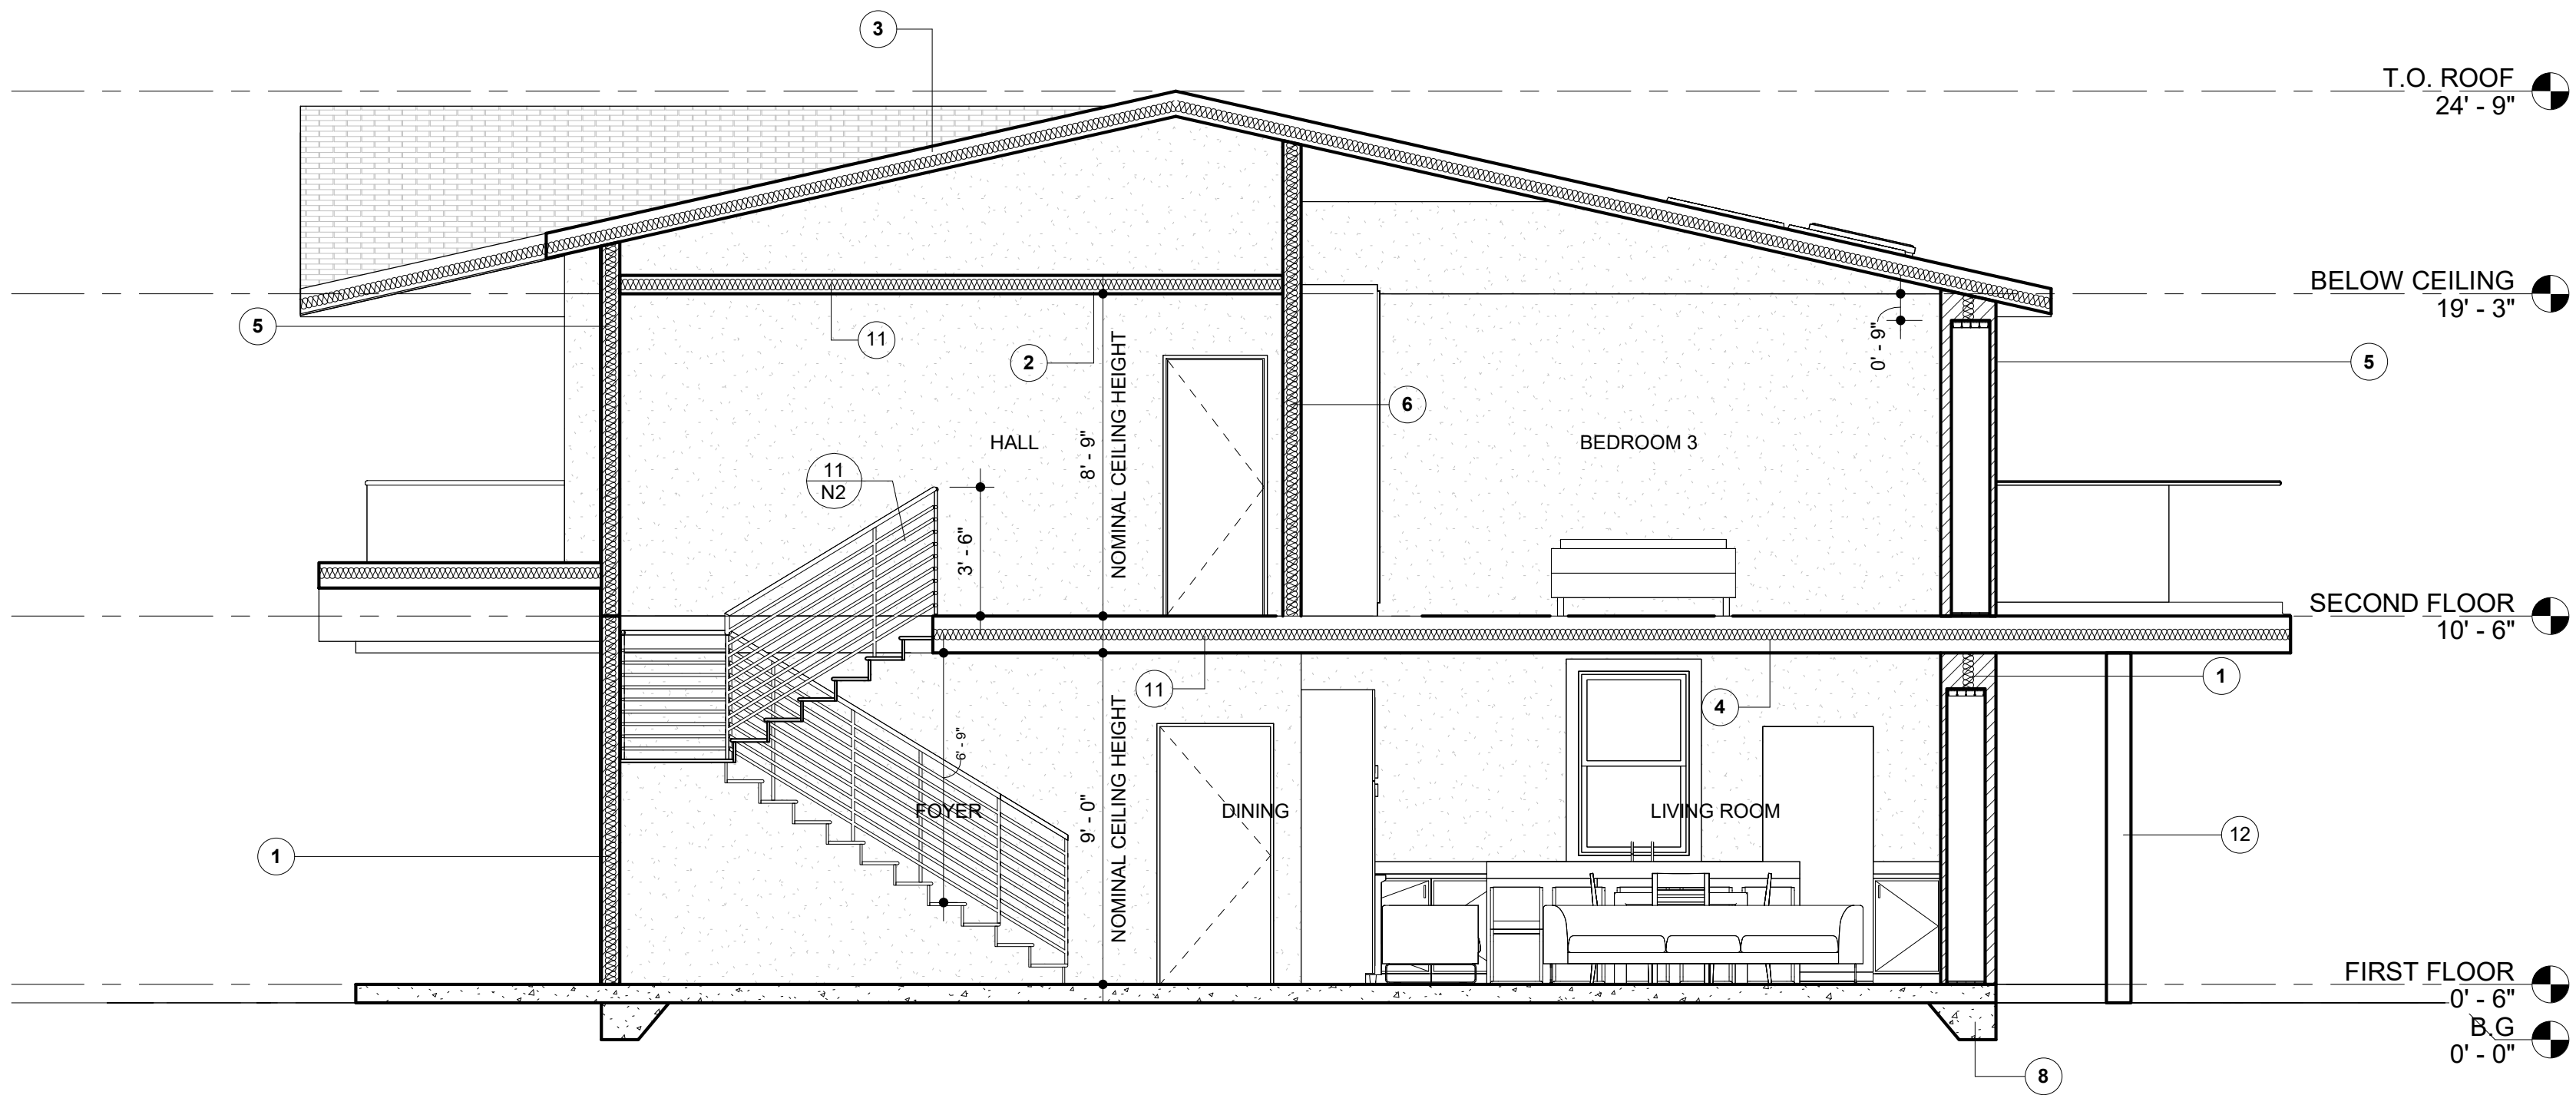 3
T.O. ROOF
24' - 9"
BELOW CEILING
19' - 3"
5
11
2
0' - 9"
5
NOMINAL CEILING HEIGHT
8' - 9"
6
HALL
BEDROOM 3
11
N2
3' - 6"
SECOND FLOOR
10' - 6"
11
4
1
6' - 9"
NOMINAL CEILING HEIGHT
9' - 0"
FOYER
DINING
LIVING ROOM
12
1
FIRST FLOOR
0' - 6"
B.G
0' - 0"
8